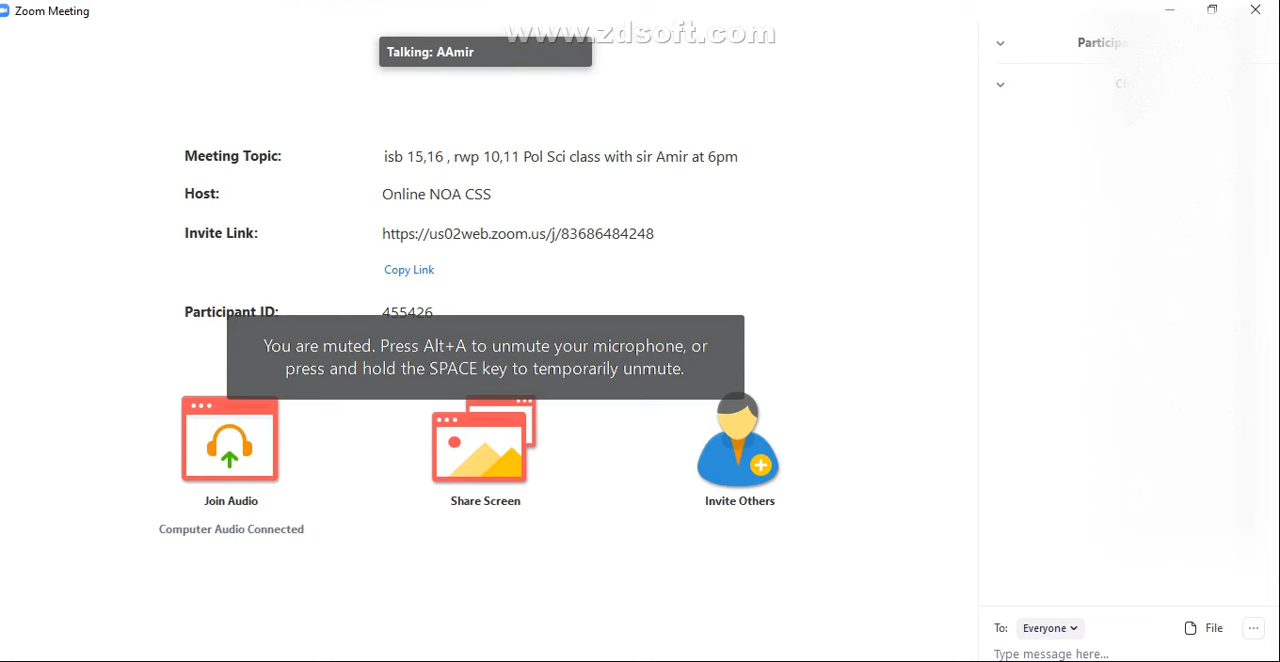 Zoom Meeting
www.zdsoft.com
Talking: AAmir
Meeting Topic: isb 15,16 , rwp 10,11 Pol Sci class with sir Amir at 6pm
Host: Online NOA CSS
Invite Link: https://us02web.zoom.us/j/83686484248
Copy Link
Participant ID: 455426
You are muted. Press Alt+A to unmute your microphone, or
press and hold the SPACE key to temporarily unmute.
Join Audio
Share Screen
Invite Others
Computer Audio Connected
To: Everyone
File
Type message here...